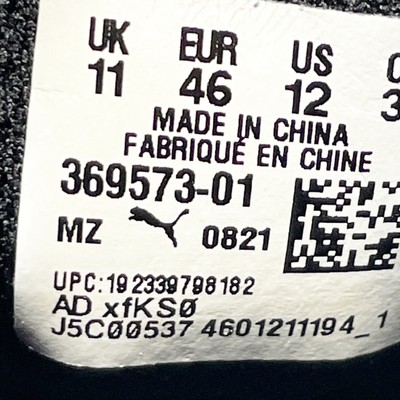 UK EUR US
11 46 12 3
MADE IN CHINA
FABRIQUÉ EN CHINE
369573-01
MZ 0821
UPC:192339798182
AD xfKSØ
J5C00537 4601211194_1